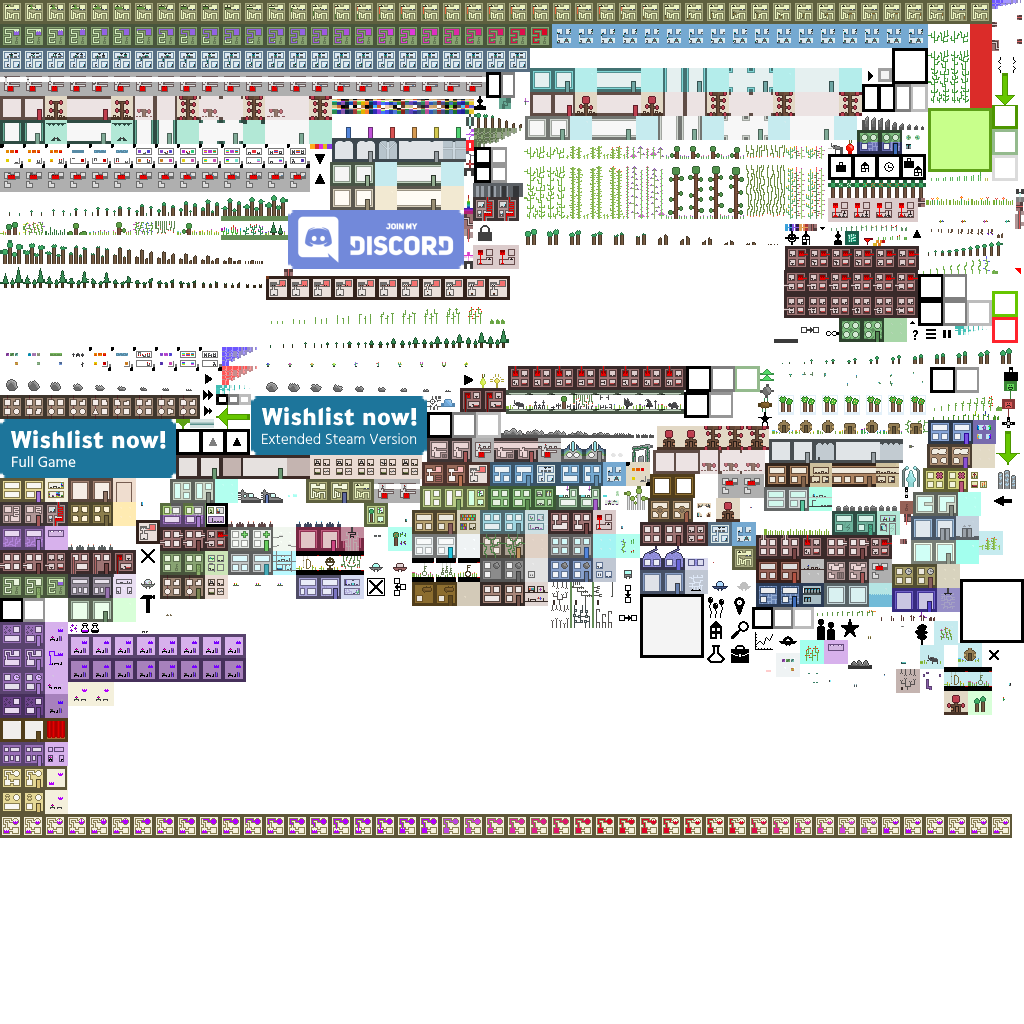 JOIN MY
DISCORD
Wishlist now!
Extended Steam Version
Wishlist now!
Full Game
?